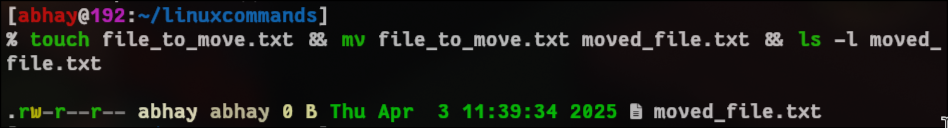 [abhay@192:~/linuxcommands]
% touch file_to_move.txt && mv file_to_move.txt moved_file.txt && ls -l moved_
file.txt
.rw-r--r-- abhay abhay 0 B Thu Apr  3 11:39:34 2025 moved_file.txt